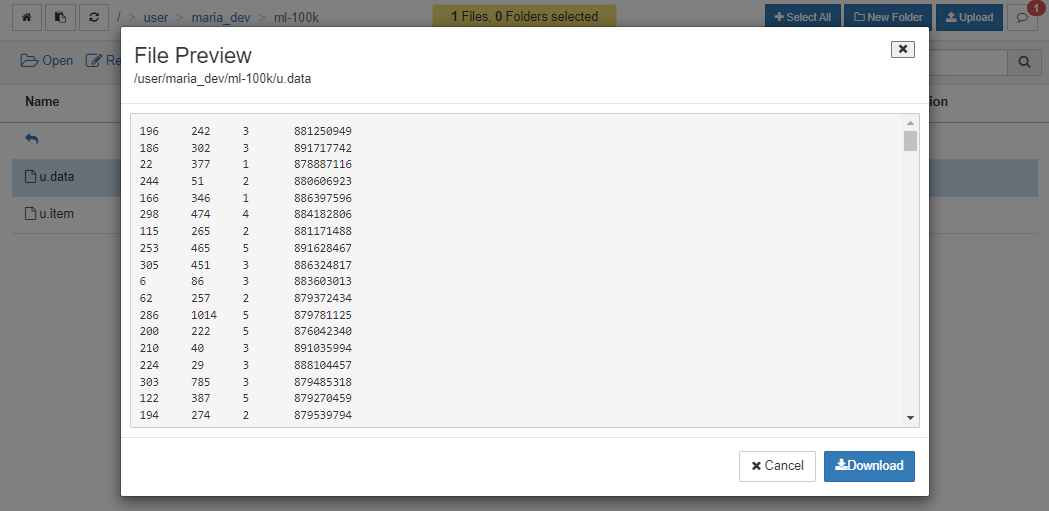 / > user > maria_dev > ml-100k
1 Files, 0 Folders selected
Select All
New Folder
Upload
1
Open
Re
File Preview
/user/maria_dev/ml-100k/u.data
Name
ion
u.data
u.item
196 242 3 881250949
186 302 3 891717742
22 377 1 878887116
244 51 2 880606923
166 346 1 886397596
298 474 4 884182806
115 265 2 881171488
253 465 5 891628467
305 451 3 886324817
6 86 3 883603013
62 257 2 879372434
286 1014 5 879781125
200 222 5 876042340
210 40 3 891035994
224 29 3 888104457
303 785 3 879485318
122 387 5 879270459
194 274 2 879539794
Cancel
Download